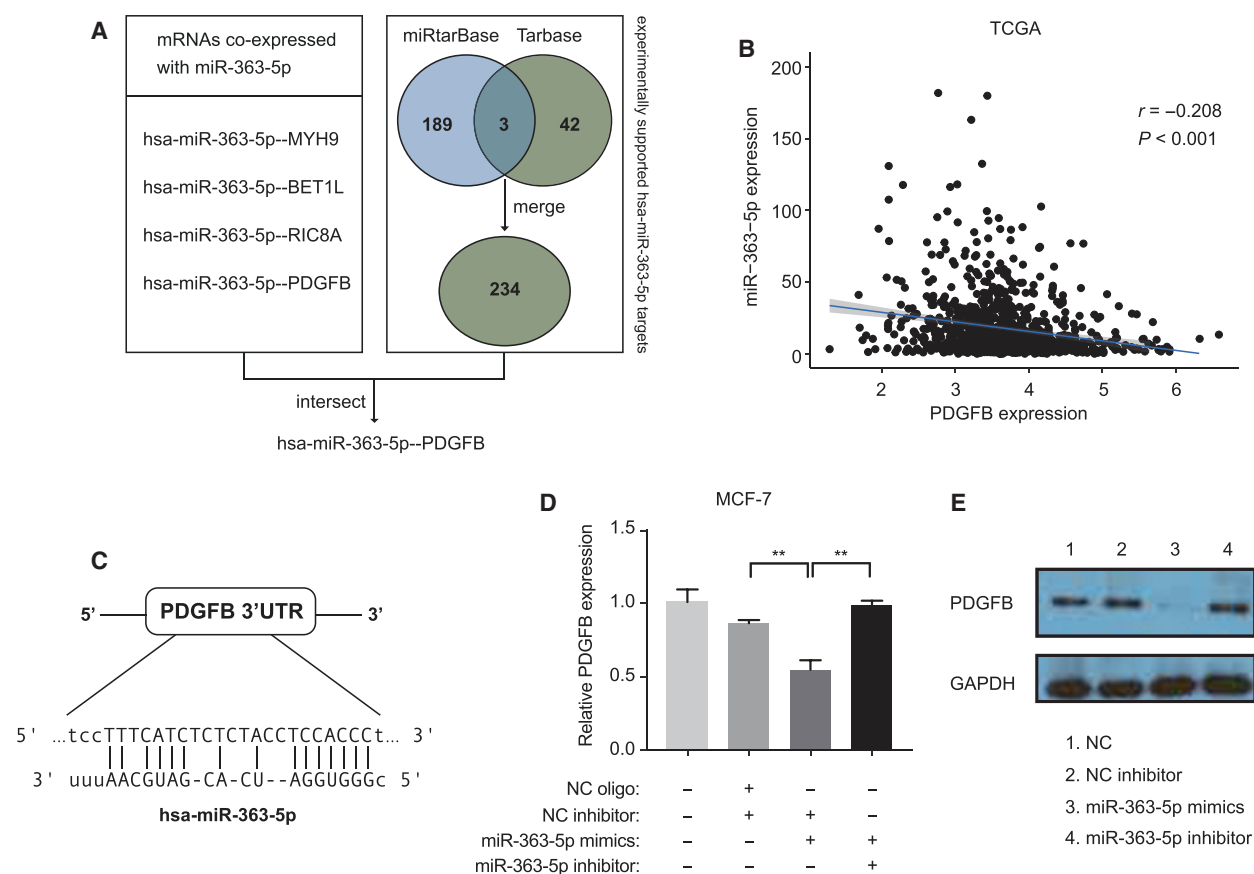 A
mRNAs co-expressed
with miR-363-5p
hsa-miR-363-5p--MYH9
hsa-miR-363-5p--BET1L
hsa-miR-363-5p--RIC8A
hsa-miR-363-5p--PDGFB
miRtarBase Tarbase
189 3 42
merge
234
experimentally supported hsa-miR-363-5p targets
intersect
hsa-miR-363-5p--PDGFB
B
TCGA
r = −0.208
P < 0.001
miR−363−5p expression
200
150
100
50
0
2 3 4 5 6
PDGFB expression
C
5’ PDGFB 3’UTR 3’
5' ...tccTTTCATCTCTCTACCTCCACCCt... 3'
3' uuuAACGUAG-CA-CU--AGGUGGGc 5'
hsa-miR-363-5p
D
MCF-7
Relative PDGFB expression
1.5
1.0
0.5
0.0
** **
NC oligo: – + – –
NC inhibitor: – + + –
miR-363-5p mimics: – – + +
miR-363-5p inhibitor: – – – +
E
1 2 3 4
PDGFB
GAPDH
1. NC
2. NC inhibitor
3. miR-363-5p mimics
4. miR-363-5p inhibitor